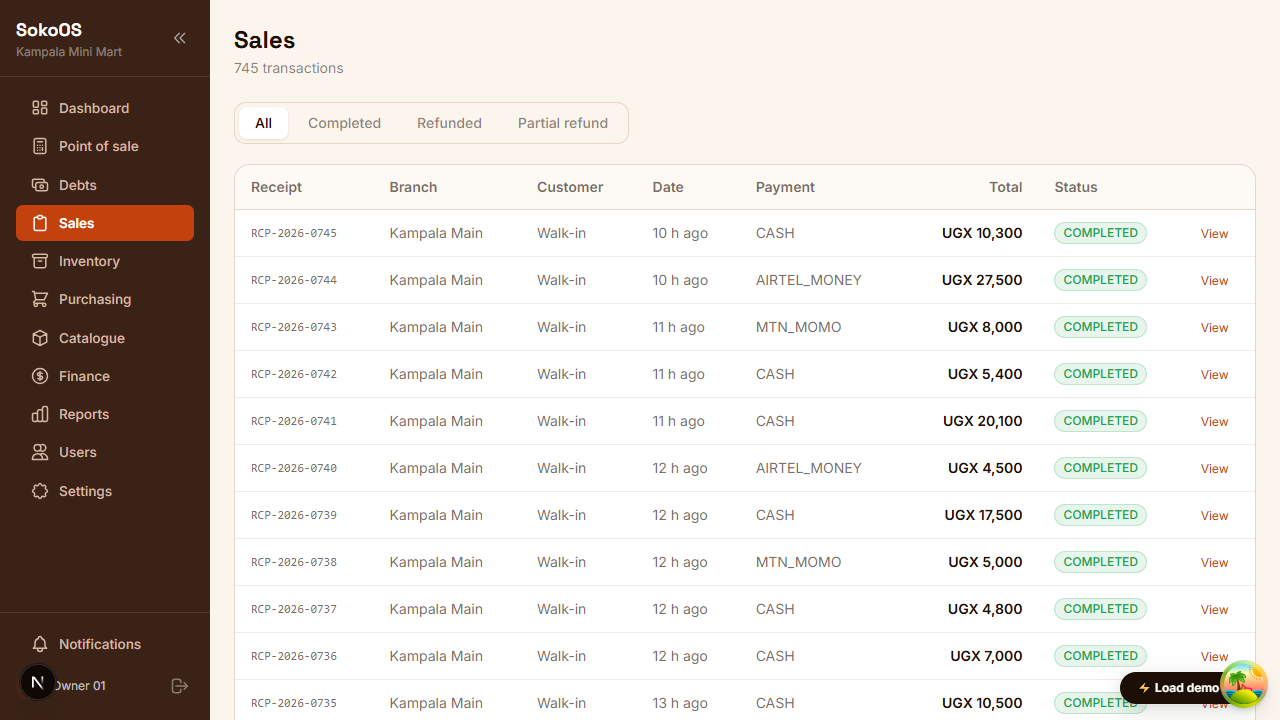 SokoOS
Kampala Mini Mart
Dashboard
Point of sale
Debts
Sales
Inventory
Purchasing
Catalogue
Finance
Reports
Users
Settings
Notifications
N
Owner 01
Sales
745 transactions
All Completed Refunded Partial refund
Receipt Branch Customer Date Payment Total Status
RCP-2026-0745 Kampala Main Walk-in 10 h ago CASH UGX 10,300 COMPLETED View
RCP-2026-0744 Kampala Main Walk-in 10 h ago AIRTEL_MONEY UGX 27,500 COMPLETED View
RCP-2026-0743 Kampala Main Walk-in 11 h ago MTN_MOMO UGX 8,000 COMPLETED View
RCP-2026-0742 Kampala Main Walk-in 11 h ago CASH UGX 5,400 COMPLETED View
RCP-2026-0741 Kampala Main Walk-in 11 h ago CASH UGX 20,100 COMPLETED View
RCP-2026-0740 Kampala Main Walk-in 12 h ago AIRTEL_MONEY UGX 4,500 COMPLETED View
RCP-2026-0739 Kampala Main Walk-in 12 h ago CASH UGX 17,500 COMPLETED View
RCP-2026-0738 Kampala Main Walk-in 12 h ago MTN_MOMO UGX 5,000 COMPLETED View
RCP-2026-0737 Kampala Main Walk-in 12 h ago CASH UGX 4,800 COMPLETED View
RCP-2026-0736 Kampala Main Walk-in 12 h ago CASH UGX 7,000 COMPLETED View
RCP-2026-0735 Kampala Main Walk-in 13 h ago CASH UGX 10,500 COMPLETED View
Load demo